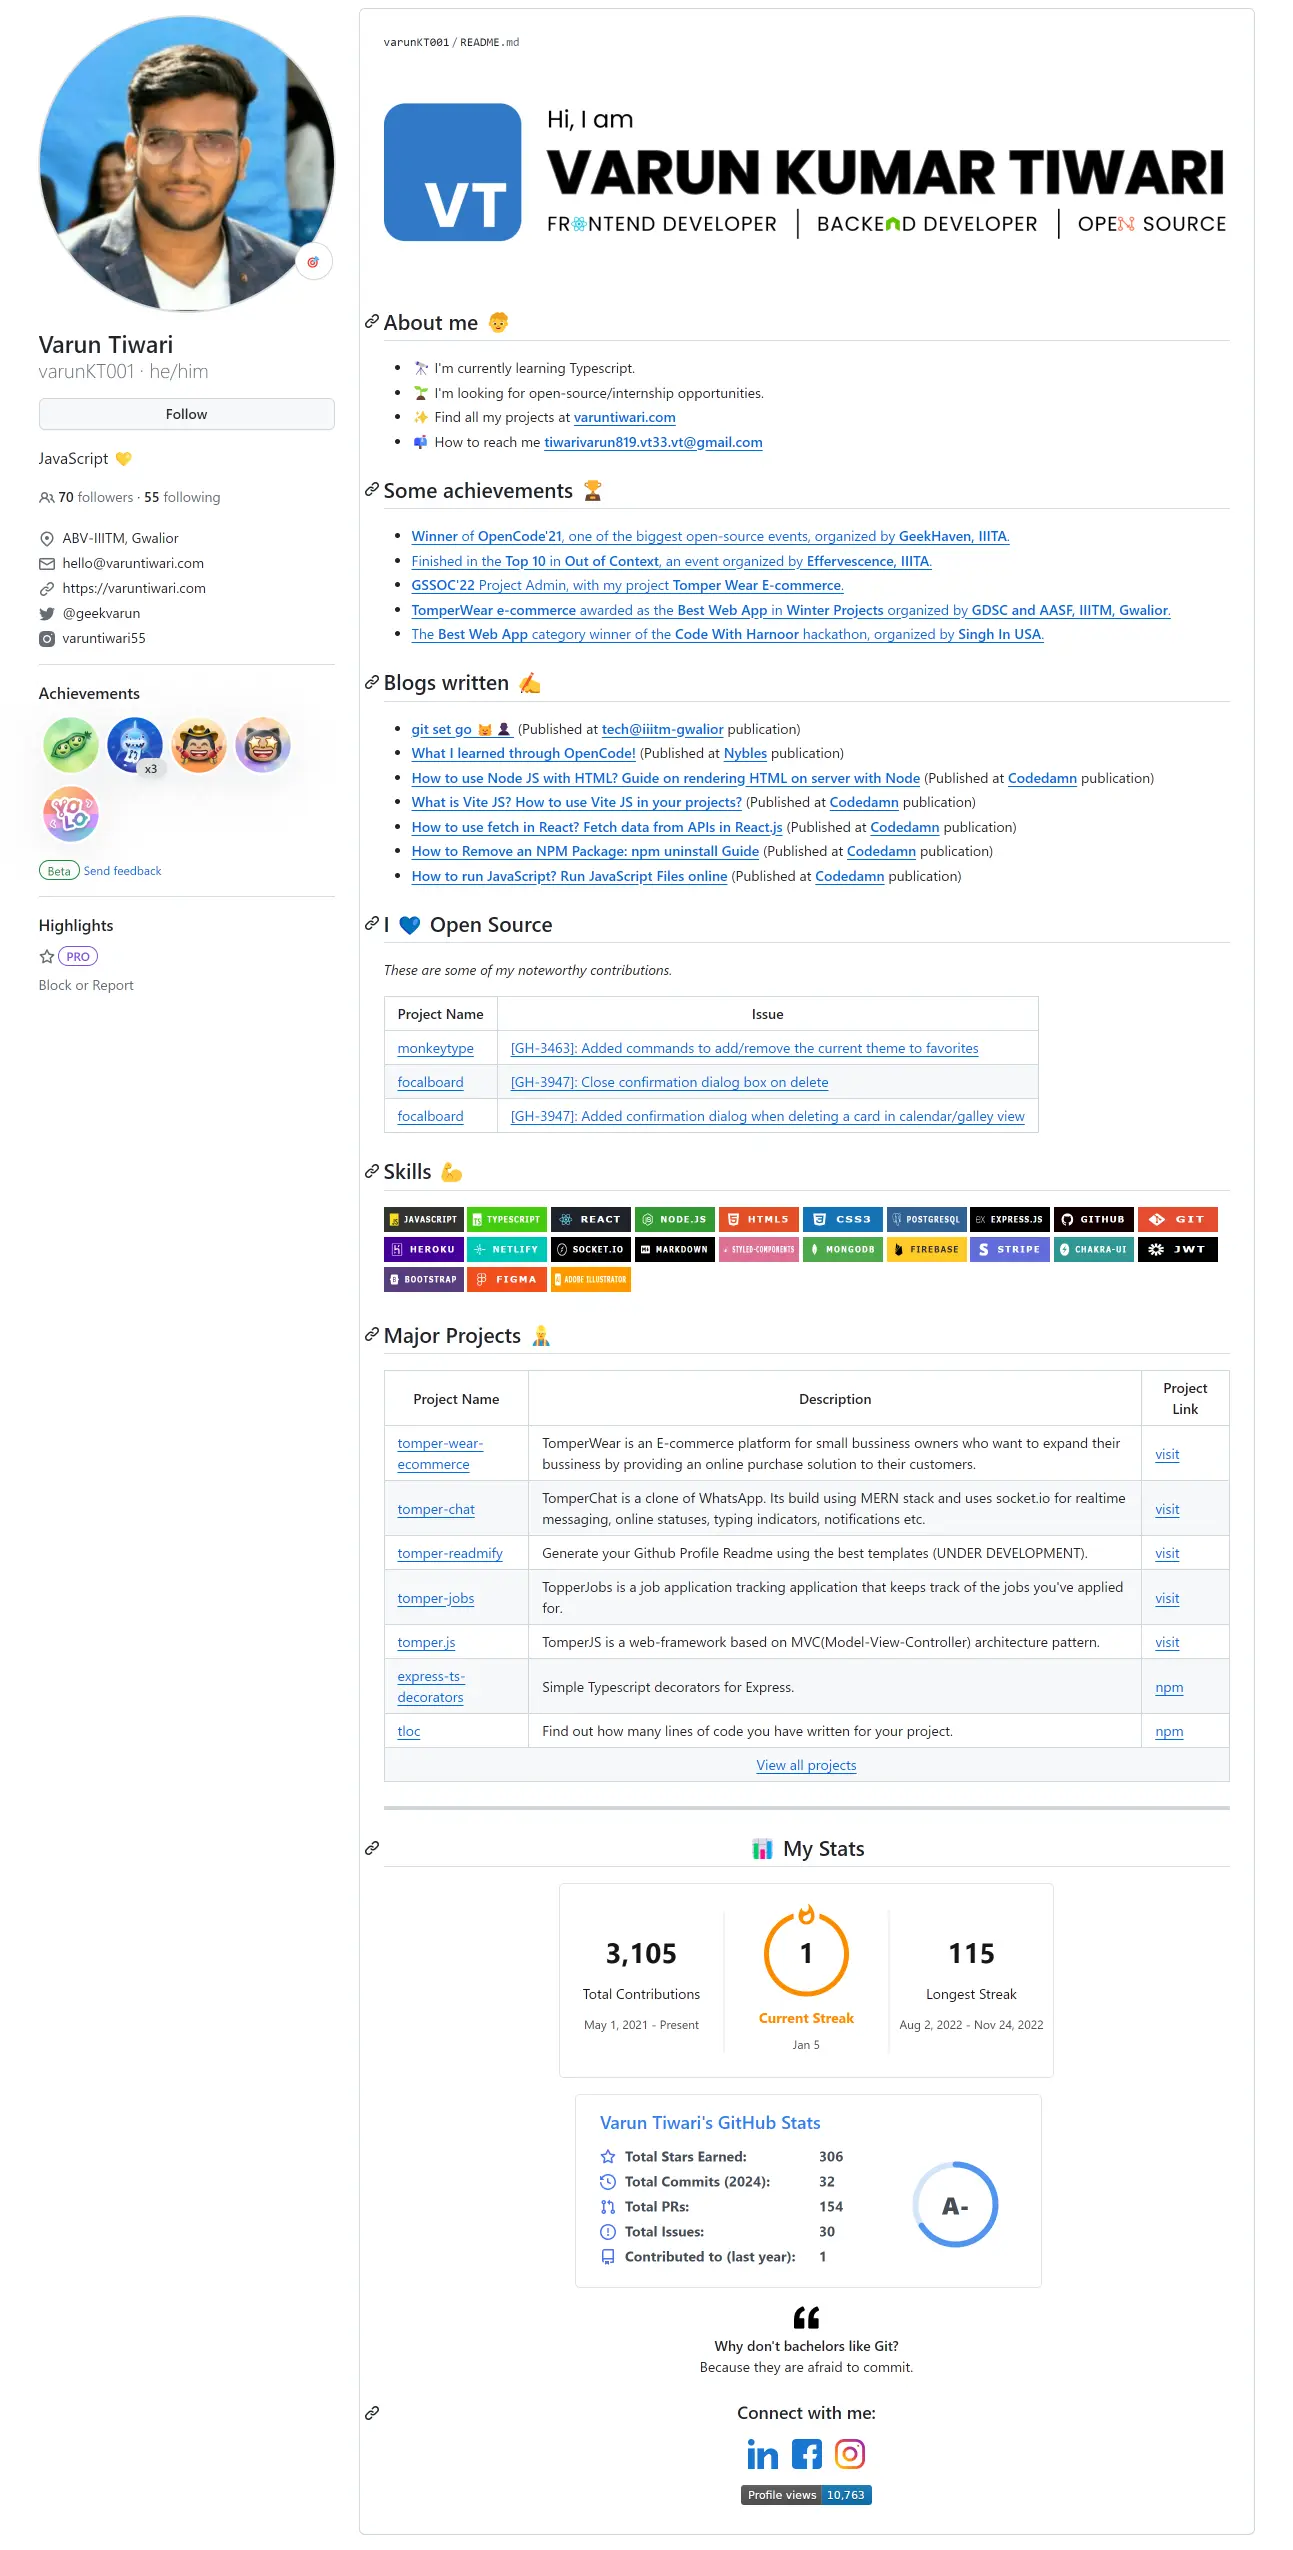 Varun Tiwari
varunKT001 · he/him
Follow
JavaScript 💛
70 followers · 55 following
ABV-IIITM, Gwalior
hello@varuntiwari.com
https://varuntiwari.com
@geekvarun
varuntiwari55
Achievements
x3
YOLO
Beta Send feedback
Highlights
PRO
Block or Report
varunKT001 / README.md
VT
Hi, I am
VARUN KUMAR TIWARI
FRONTEND DEVELOPER | BACKEND DEVELOPER | OPEN SOURCE
About me 👦
• 🔭 I'm currently learning Typescript.
• 🌱 I'm looking for open-source/internship opportunities.
• ✨ Find all my projects at varuntiwari.com
• 📫 How to reach me tiwarivarun819.vt33.vt@gmail.com
Some achievements 🏆
• Winner of OpenCode'21, one of the biggest open-source events, organized by GeekHaven, IIITA.
• Finished in the Top 10 in Out of Context, an event organized by Effervescence, IIITA.
• GSSOC'22 Project Admin, with my project Tomper Wear E-commerce.
• TomperWear e-commerce awarded as the Best Web App in Winter Projects organized by GDSC and AASF, IIITM, Gwalior.
• The Best Web App category winner of the Code With Harnoor hackathon, organized by Singh In USA.
Blogs written ✍️
• git set go 😸 👤 (Published at tech@iiitm-gwalior publication)
• What I learned through OpenCode! (Published at Nybles publication)
• How to use Node JS with HTML? Guide on rendering HTML on server with Node (Published at Codedamn publication)
• What is Vite JS? How to use Vite JS in your projects? (Published at Codedamn publication)
• How to use fetch in React? Fetch data from APIs in React.js (Published at Codedamn publication)
• How to Remove an NPM Package: npm uninstall Guide (Published at Codedamn publication)
• How to run JavaScript? Run JavaScript Files online (Published at Codedamn publication)
I 💙 Open Source
These are some of my noteworthy contributions.
Project Name Issue
monkeytype [GH-3463]: Added commands to add/remove the current theme to favorites
focalboard [GH-3947]: Close confirmation dialog box on delete
focalboard [GH-3947]: Added confirmation dialog when deleting a card in calendar/galley view
Skills 💪
JAVASCRIPT TYPESCRIPT REACT NODE.JS HTML5 CSS3 POSTGRESQL EX EXPRESS.JS GITHUB GIT
HEROKU NETLIFY SOCKET.IO MARKDOWN STYLED-COMPONENTS MONGODB FIREBASE STRIPE CHAKRA-UI JWT
BOOTSTRAP FIGMA ADOBE ILLUSTRATOR
Major Projects 👷
Project Name Description Project
Link
tomper-wear-
ecommerce
TomperWear is an E-commerce platform for small bussiness owners who want to expand their
bussiness by providing an online purchase solution to their customers.
visit
tomper-chat
TomperChat is a clone of WhatsApp. Its build using MERN stack and uses socket.io for realtime
messaging, online statuses, typing indicators, notifications etc.
visit
tomper-readmify Generate your Github Profile Readme using the best templates (UNDER DEVELOPMENT). visit
tomper-jobs
TopperJobs is a job application tracking application that keeps track of the jobs you've applied
for.
visit
tomper.js TomperJS is a web-framework based on MVC(Model-View-Controller) architecture pattern. visit
express-ts-
decorators
Simple Typescript decorators for Express. npm
tloc Find out how many lines of code you have written for your project. npm
View all projects
📊 My Stats
3,105
Total Contributions
May 1, 2021 - Present
1
Current Streak
Jan 5
115
Longest Streak
Aug 2, 2022 - Nov 24, 2022
Varun Tiwari's GitHub Stats
Total Stars Earned: 306
Total Commits (2024): 32
Total PRs: 154
Total Issues: 30
Contributed to (last year): 1
A-
Why don't bachelors like Git?
Because they are afraid to commit.
Connect with me:
Profile views 10,763